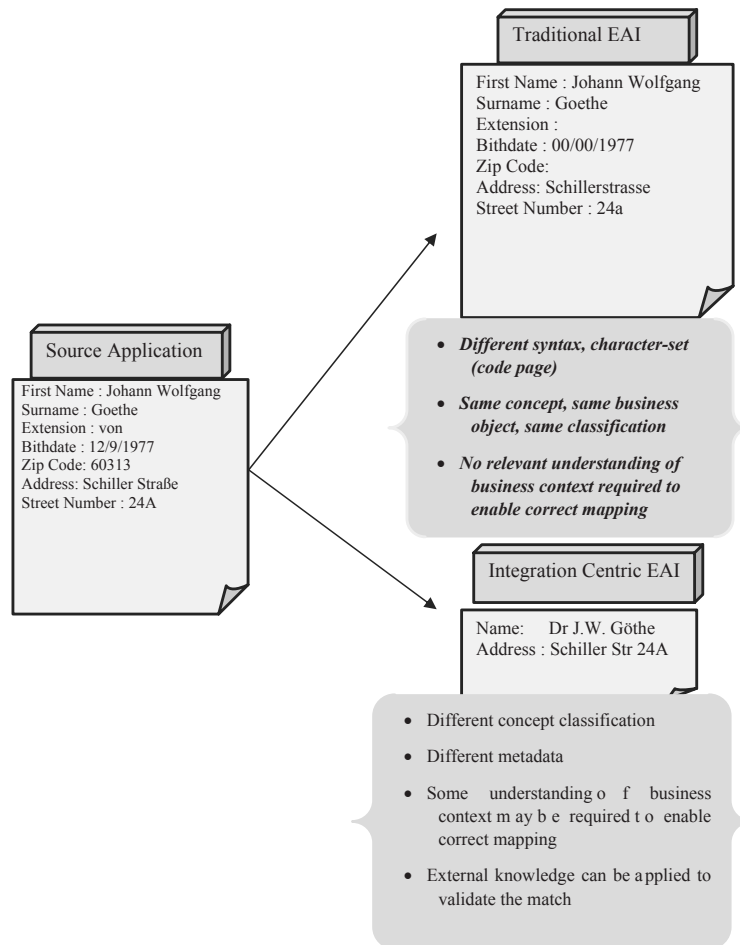 Traditional EAI
First Name : Johann Wolfgang
Surname : Goethe
Extension :
Bithdate : 00/00/1977
Zip Code:
Address: Schillerstrasse
Street Number : 24a
• Different syntax, character-set
(code page)
• Same concept, same business
object, same classification
• No relevant understanding of
business context required to
enable correct mapping
Source Application
First Name : Johann Wolfgang
Surname : Goethe
Extension : von
Bithdate : 12/9/1977
Zip Code: 60313
Address: Schiller Straße
Street Number : 24A
Integration Centric EAI
Name: Dr J.W. Göthe
Address : Schiller Str 24A
• Different concept classification
• Different metadata
• Some understanding o f business
context m ay b e required t o enable
correct mapping
• External knowledge can be a pplied to
validate the match